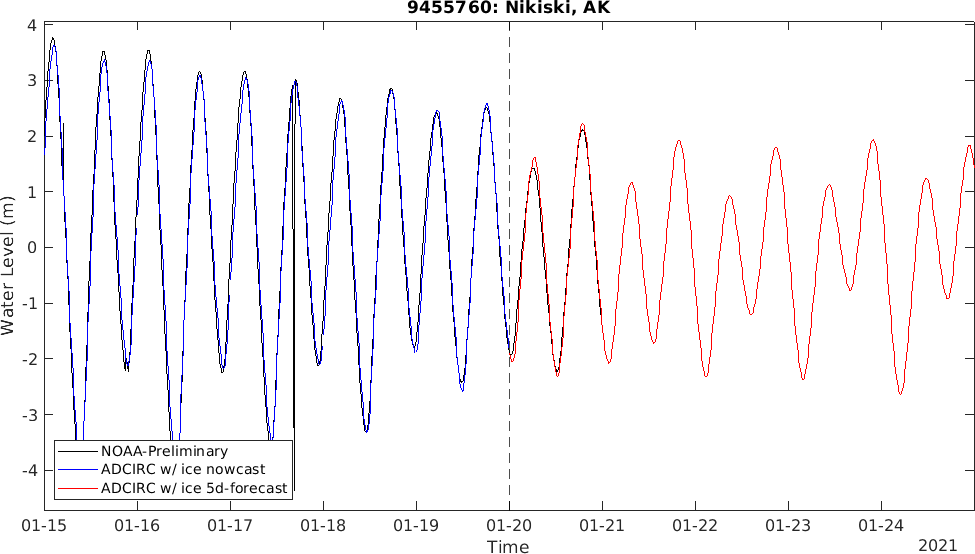 9455760: Nikiski, AK
4
3
2
1
0
-1
-2
-3
-4
Water Level (m)
NOAA-Preliminary
ADCIRC w/ ice nowcast
ADCIRC w/ ice 5d-forecast
01-15 01-16 01-17 01-18 01-19 01-20 01-21 01-22 01-23 01-24
Time
2021